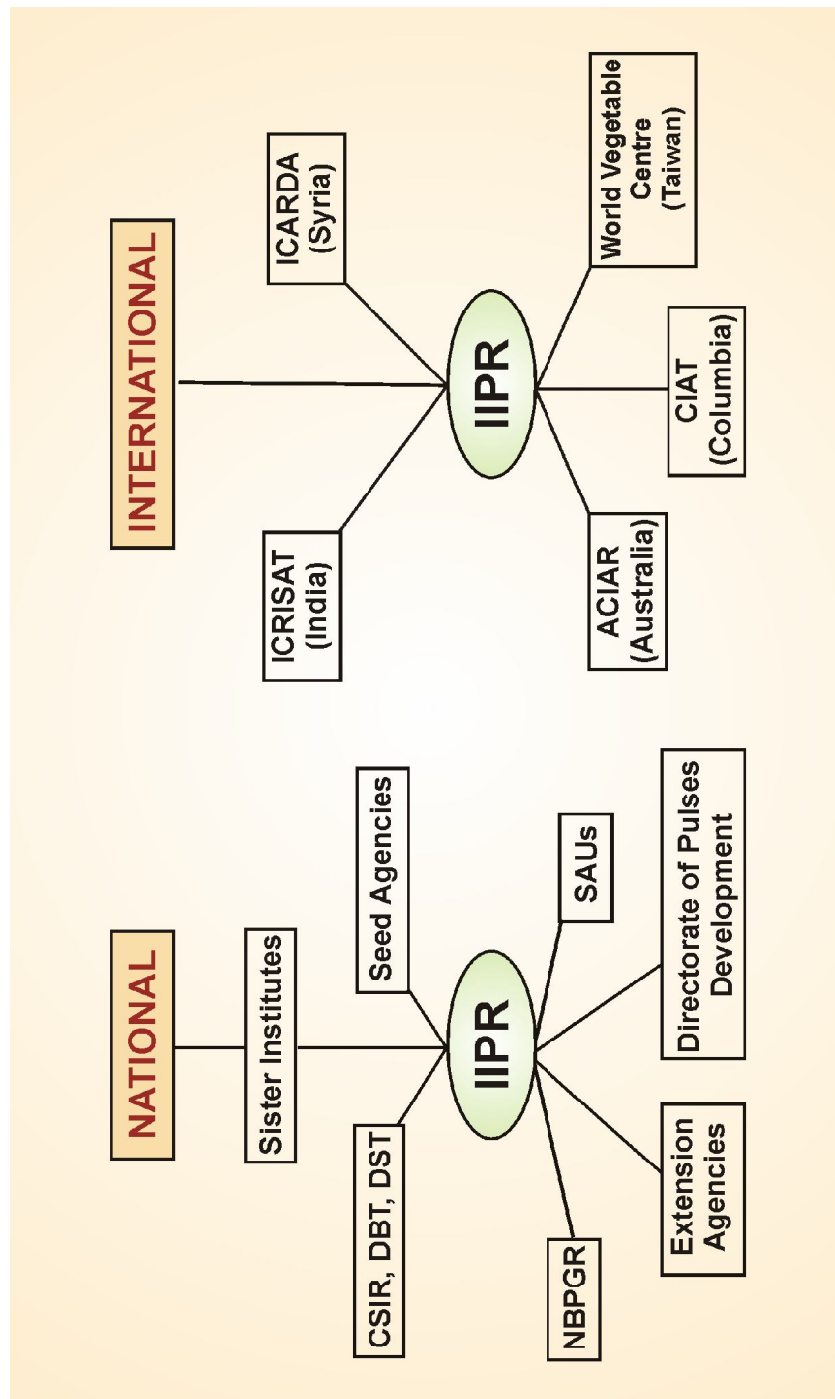 NATIONAL
Sister Institutes
CSIR, DBT, DST
Seed Agencies
IIPR
NBPGR
SAUs
Extension
Agencies
Directorate of Pulses
Development
INTERNATIONAL
ICRISAT
(India)
ICARDA
(Syria)
IIPR
ACIAR
(Australia)
CIAT
(Columbia)
World Vegetable
Centre
(Taiwan)